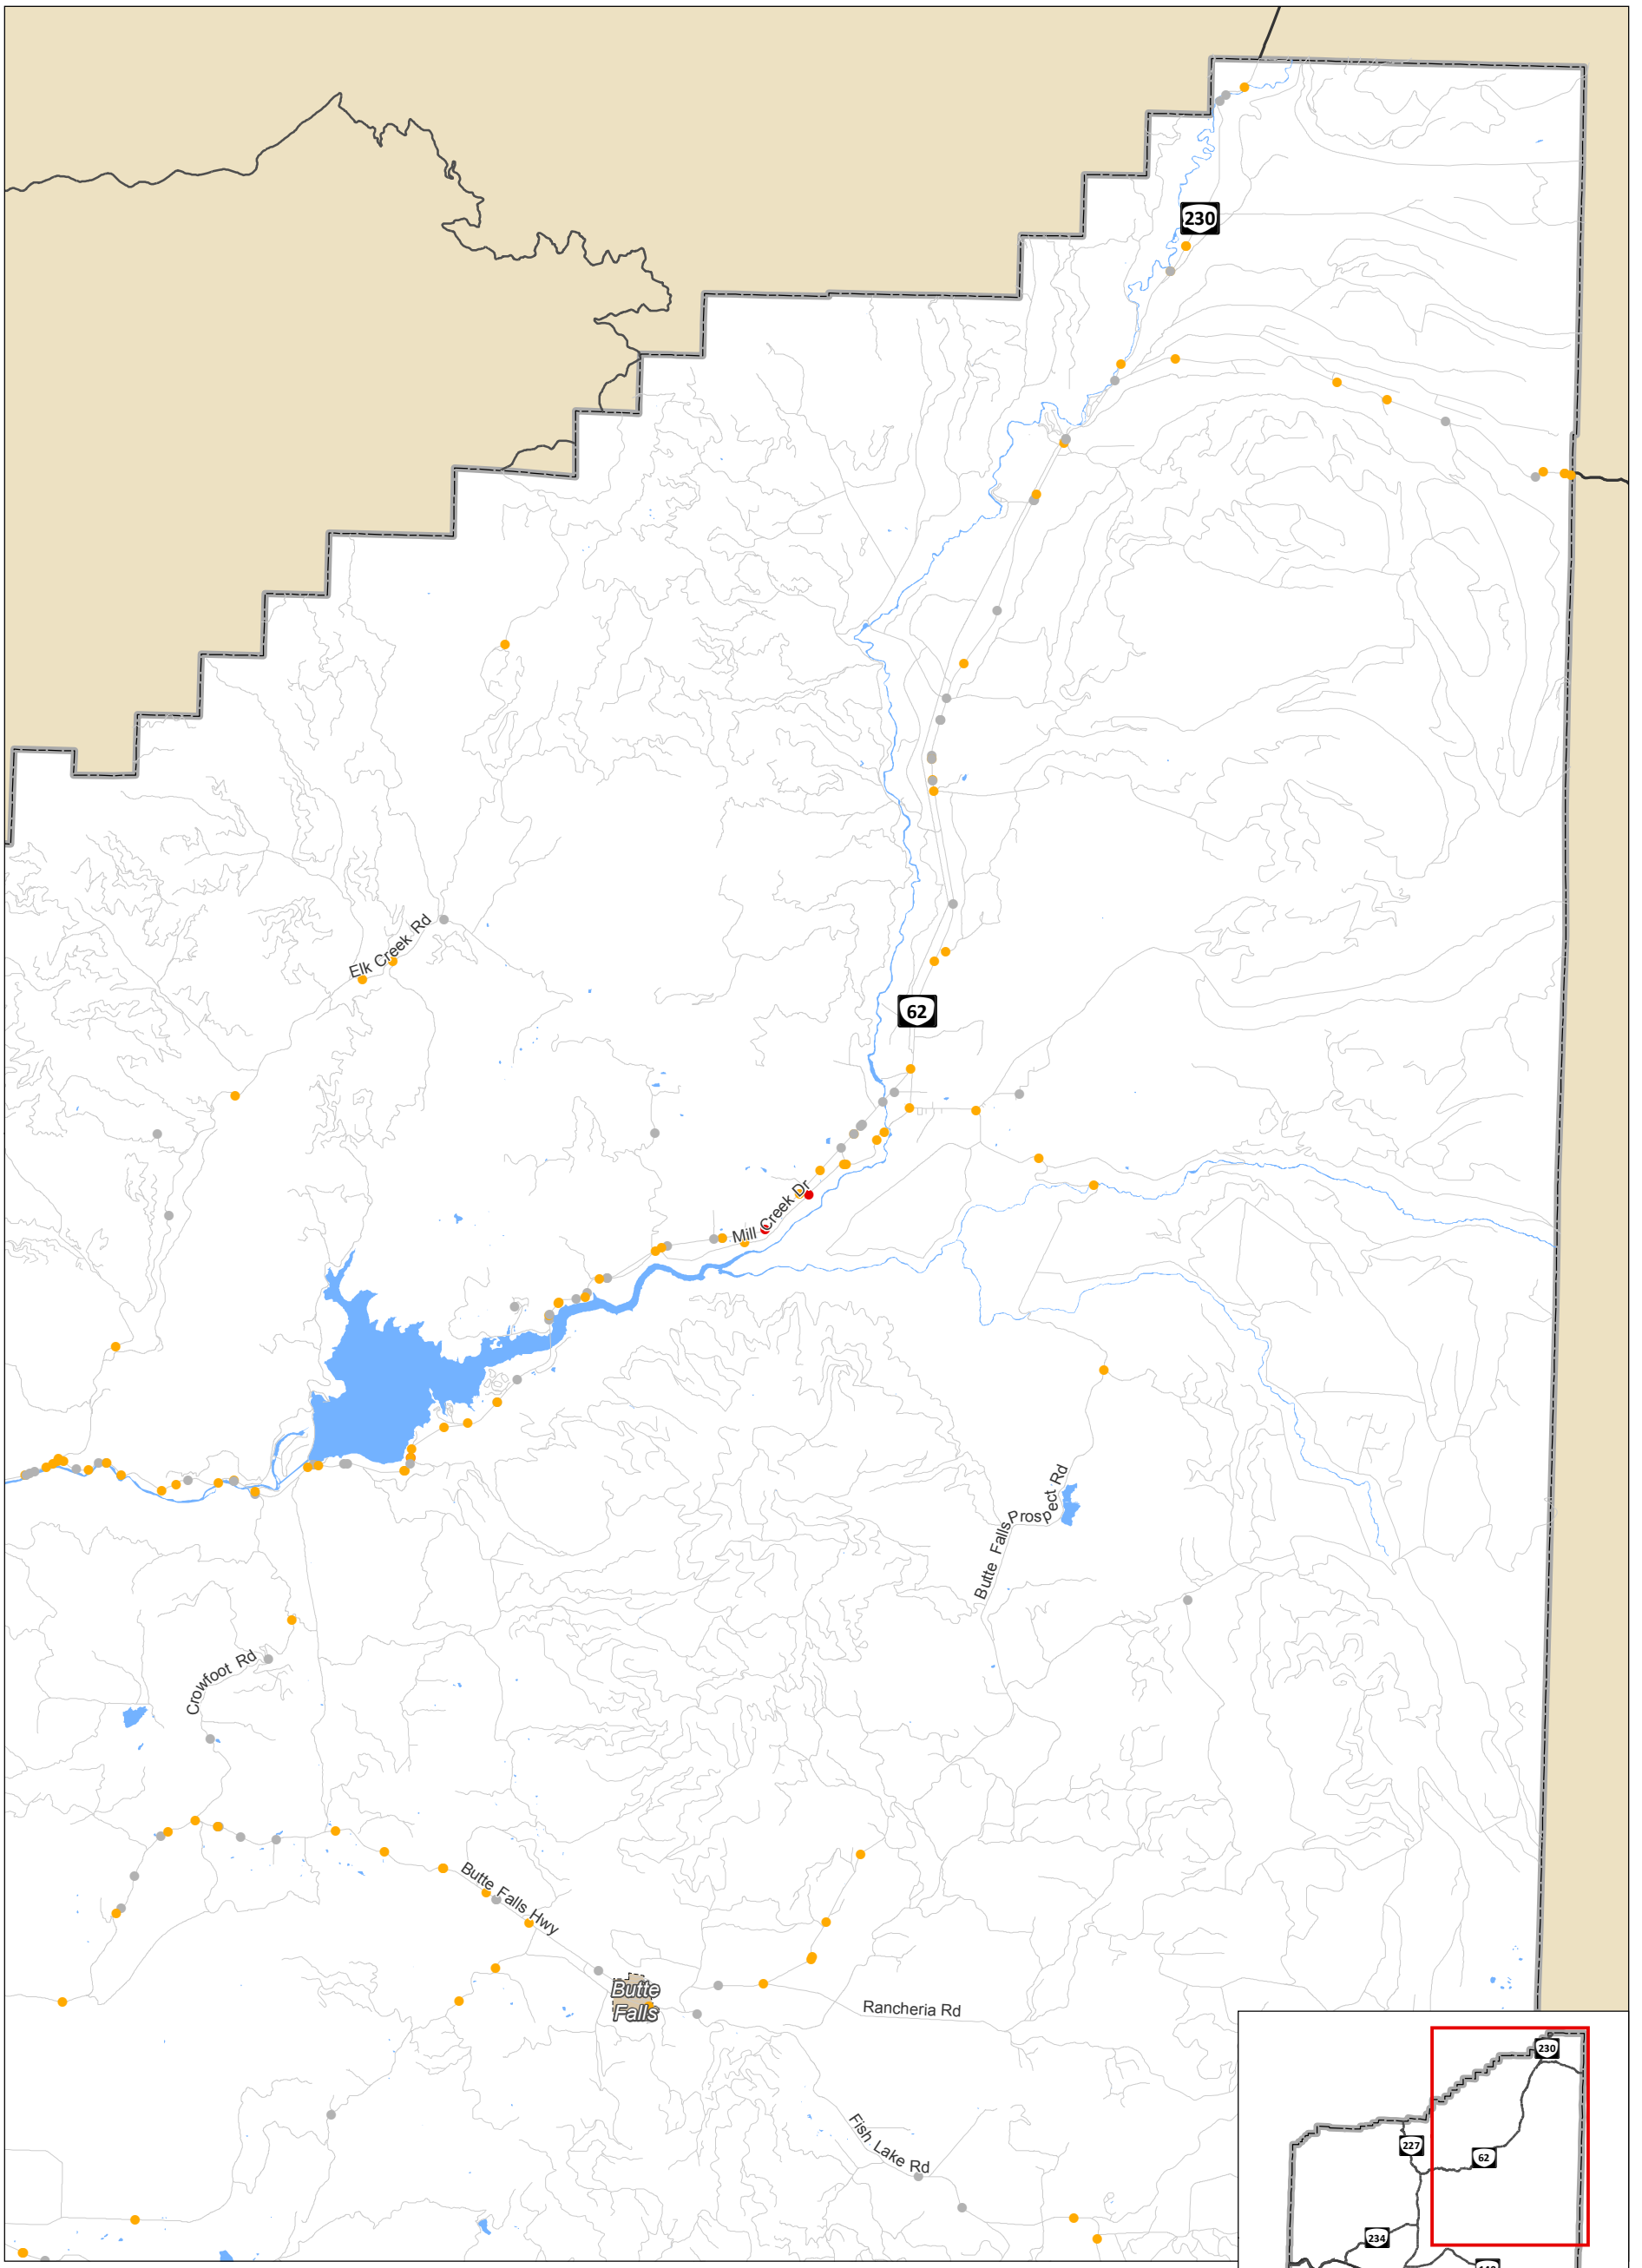 230
Elk Creek Rd
62
Mill Creek Dr
Butte Falls Prospect Rd
Crowfoot Rd
Butte Falls Hwy
Butte
Falls
Rancheria Rd
Fish Lake Rd
230
227
62
234